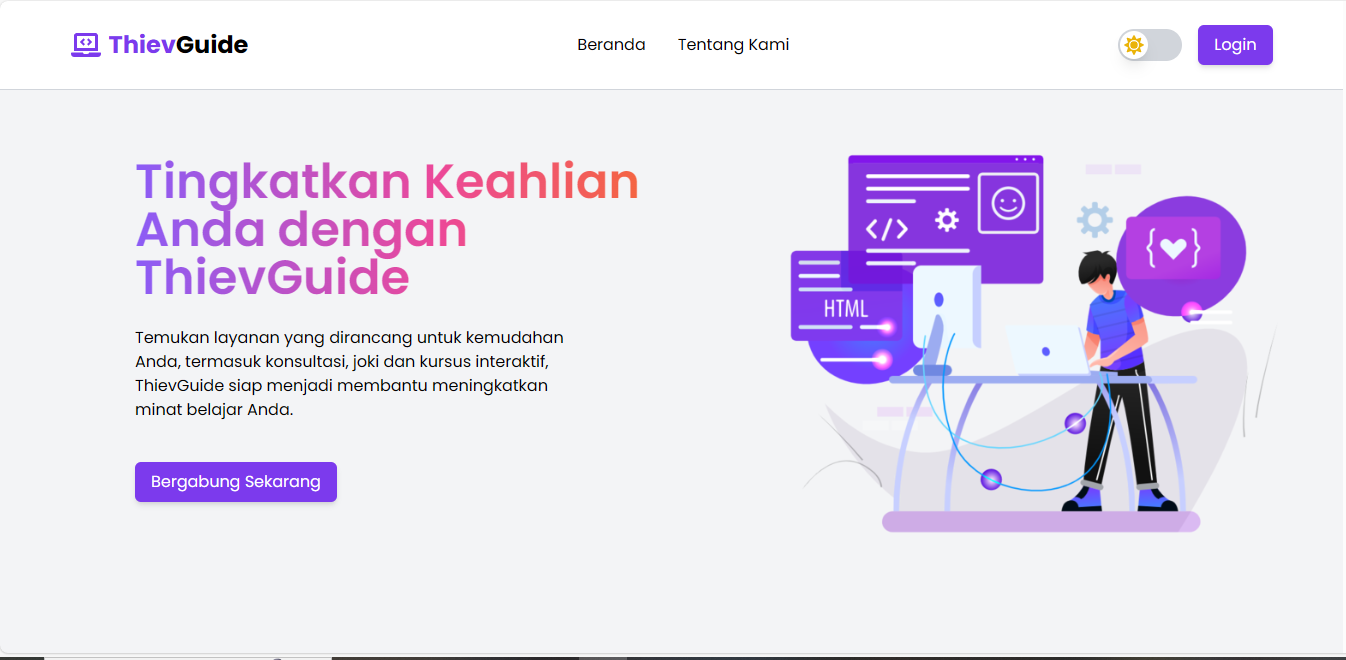 ThievGuide
Beranda
Tentang Kami
Login
Tingkatkan Keahlian
Anda dengan
ThievGuide
Temukan layanan yang dirancang untuk kemudahan
Anda, termasuk konsultasi, joki dan kursus interaktif,
ThievGuide siap menjadi membantu meningkatkan
minat belajar Anda.
Bergabung Sekarang
</>
{ }
HTML